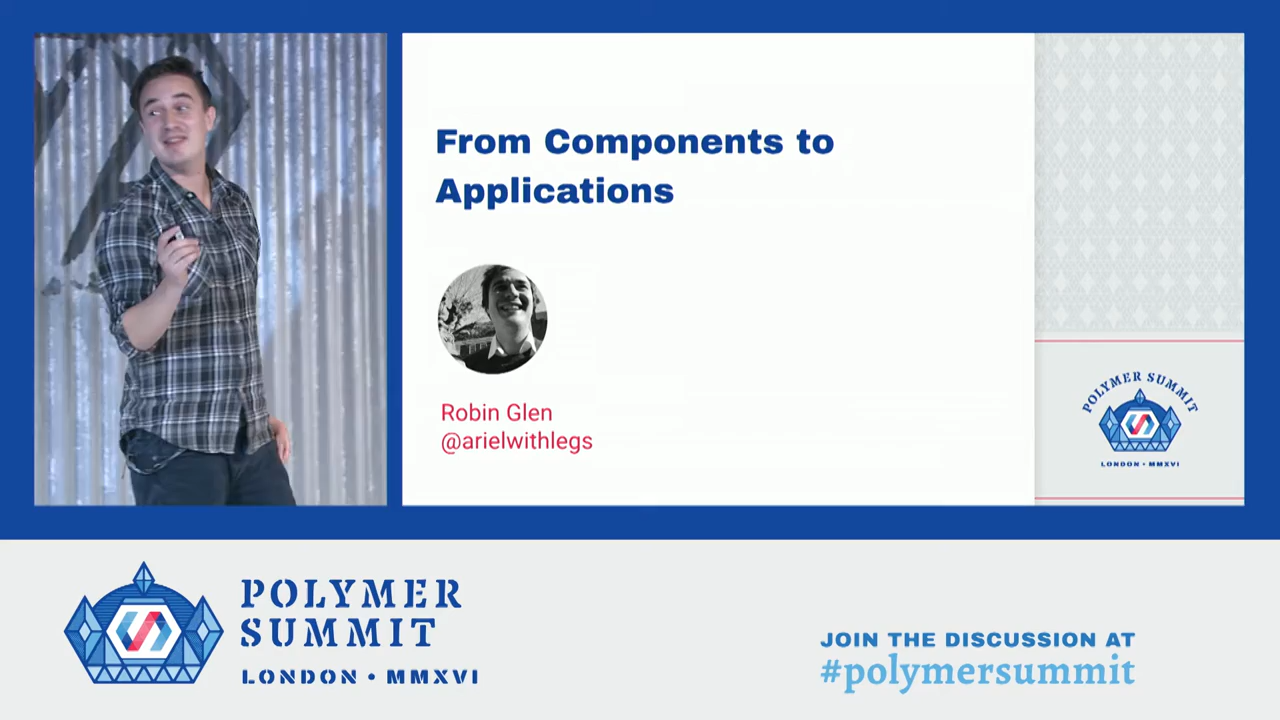 From Components to
Applications
Robin Glen
@arielwithlegs
POLYMER SUMMIT
LONDON • MMXVI
POLYMER
SUMMIT
LONDON • MMXVI
JOIN THE DISCUSSION AT
#polymersummit